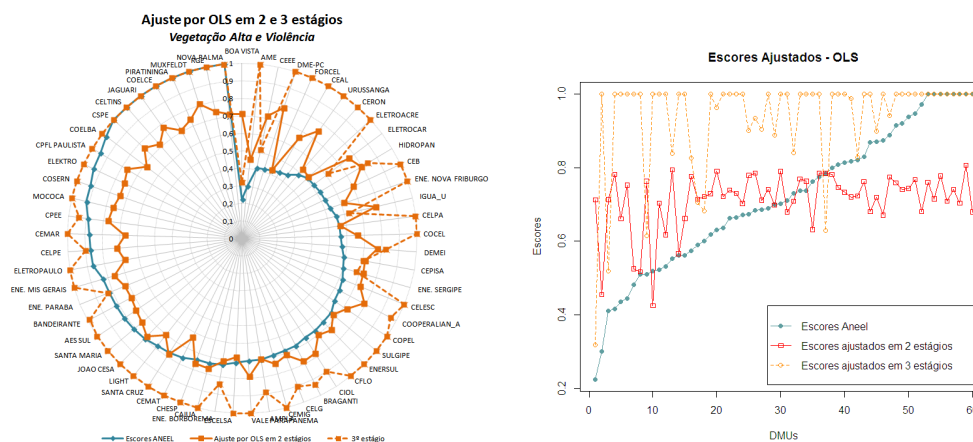 Ajuste por OLS em 2 e 3 estágios
Vegetação Alta e Violência
BOA VISTA
AME
CEEE
DME-PC
FORCEL
CEAL
URUSSANGA
CERON
ELETROACRE
ELETROCAR
HIDROPAN
CEB
ENE. NOVA FRIBURGO
IGUA_U
CELPA
COCEL
DEMEI
CEPISA
ENE. SERGIPE
CELESC
COOPERALIAN_A
COPEL
SULGIPE
ENERSUL
CFLO
CIOL
BRAGANTI
CELG
CEMIG
AMPLA
VALE PARAPANEMA
ESCELSA
ENE. BORBOREMA
CAIUA
CHESP
CEMAT
SANTA CRUZ
LIGHT
JOAO CESA
SANTA MARIA
AES SUL
BANDEIRANTE
ENE. PARABA
ENE. MIS GERAIS
ELETROPAULO
CELPE
CEMAR
CPEE
MOCOCA
COSERN
ELEKTRO
CPFL PAULISTA
COELBA
CSPE
CELTINS
JAGUARI
COELCE
PIRATININGA
MUXFELDT
RGE
NOVA PALMA
1
0,9
0,8
0,7
0,6
0,5
0,4
0,3
0,2
0,1
0
Escores ANEEL
Ajuste por OLS em 2 estágios
3º estágio
Escores Ajustados - OLS
Escores
1.0
0.8
0.6
0.4
0.2
Escores Aneel
Escores ajustados em 2 estágios
Escores ajustados em 3 estágios
0 10 20 30 40 50 60
DMUs